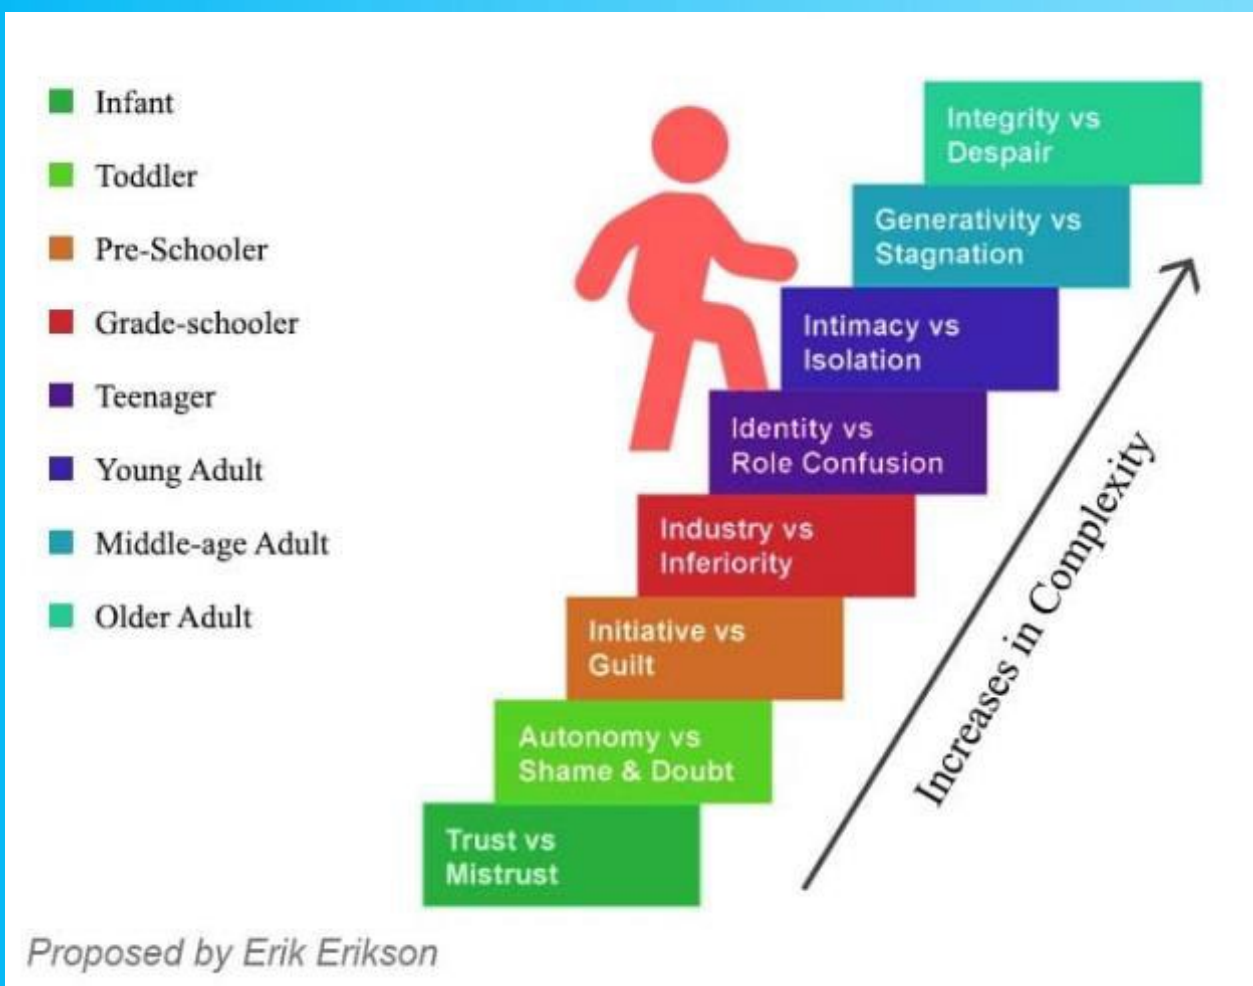 Infant
Toddler
Pre-Schooler
Grade-schooler
Teenager
Young Adult
Middle-age Adult
Older Adult
Integrity vs
Despair
Generativity vs
Stagnation
Intimacy vs
Isolation
Identity vs
Role Confusion
Industry vs
Inferiority
Initiative vs
Guilt
Autonomy vs
Shame & Doubt
Trust vs
Mistrust
Increases in Complexity
Proposed by Erik Erikson